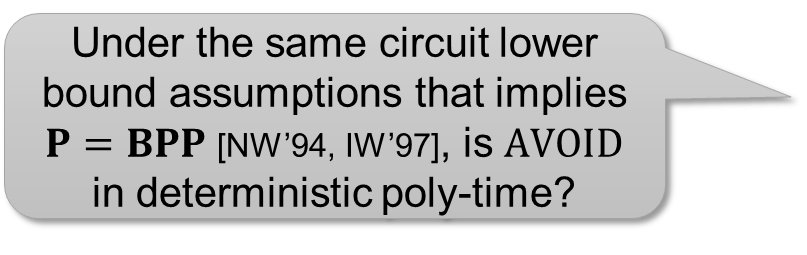 Under the same circuit lower
bound assumptions that implies
P = BPP [NW'94, IW'97], is AVOID
in deterministic poly-time?